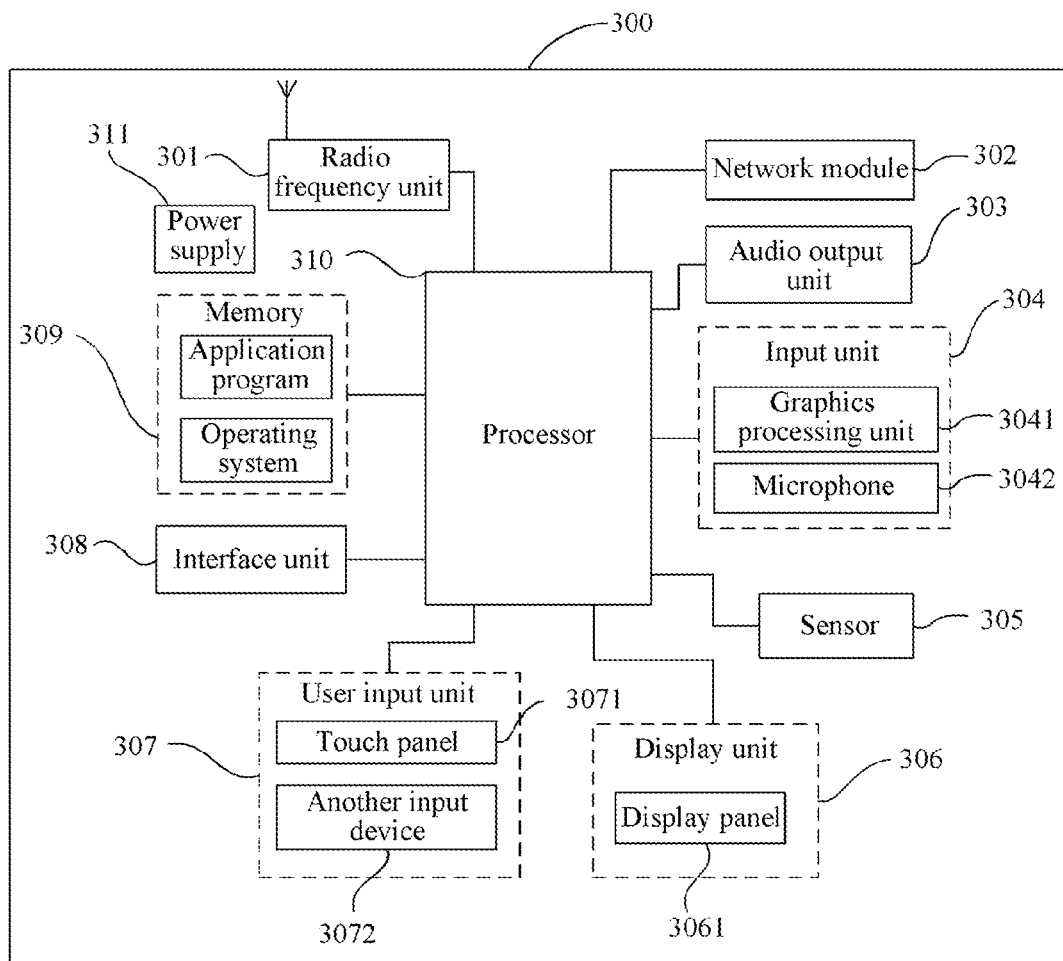 300
311
301
Radio
frequency unit
Network module
302
303
Power
supply
310
Audio output
unit
304
Memory
309
Application
program
Operating
system
Processor
Input unit
Graphics
processing unit
3041
Microphone
3042
308
Interface unit
Sensor
305
User input unit
3071
307
Touch panel
Another input
device
3072
Display unit
306
Display panel
3061